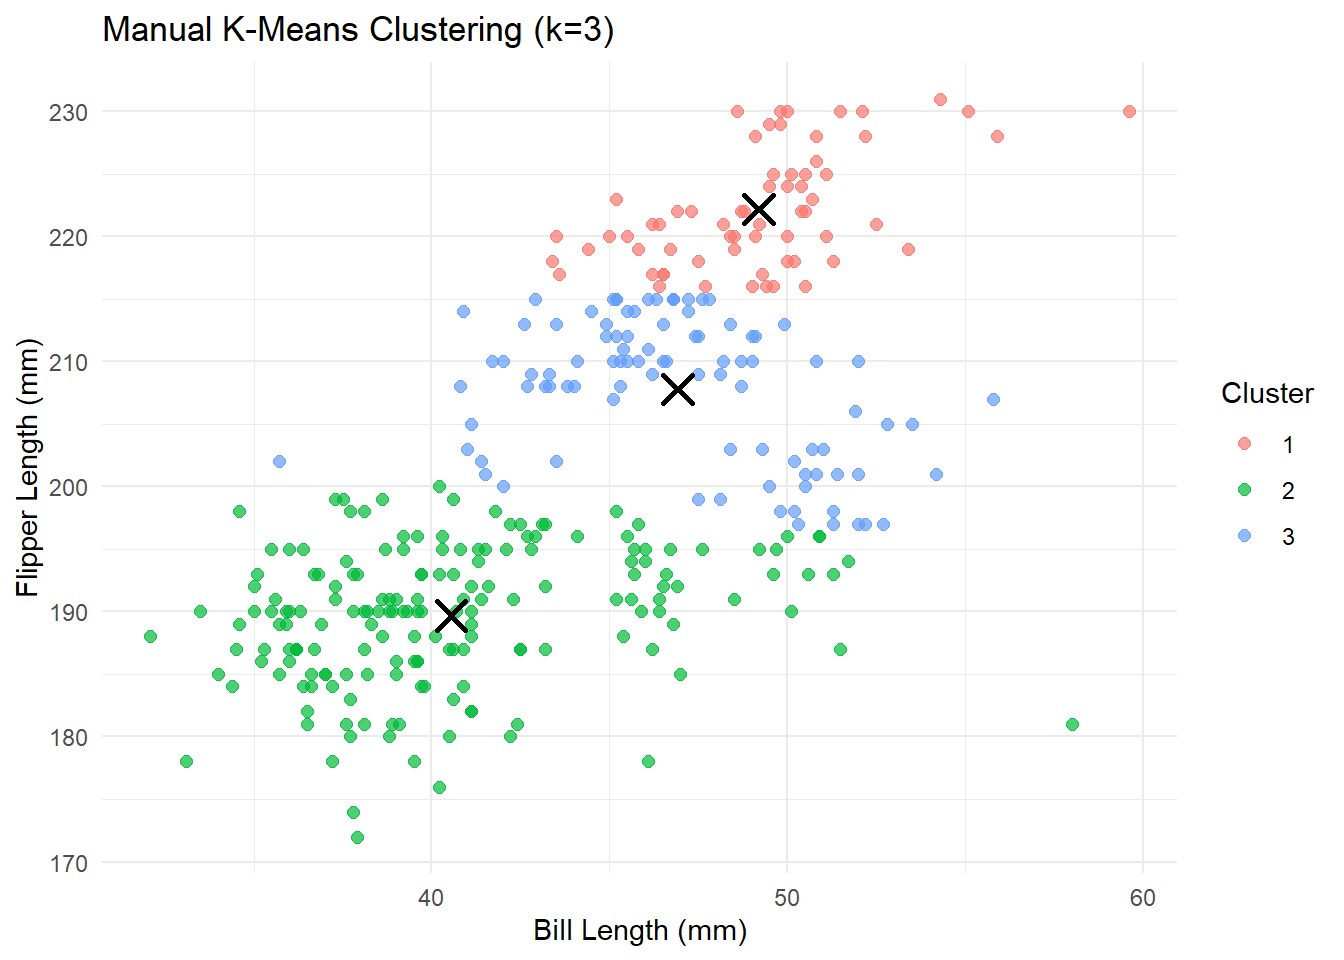 Manual K-Means Clustering (k=3)
Flipper Length (mm)
230
220
210
200
190
180
170
40 50 60
Bill Length (mm)
Cluster
1
2
3